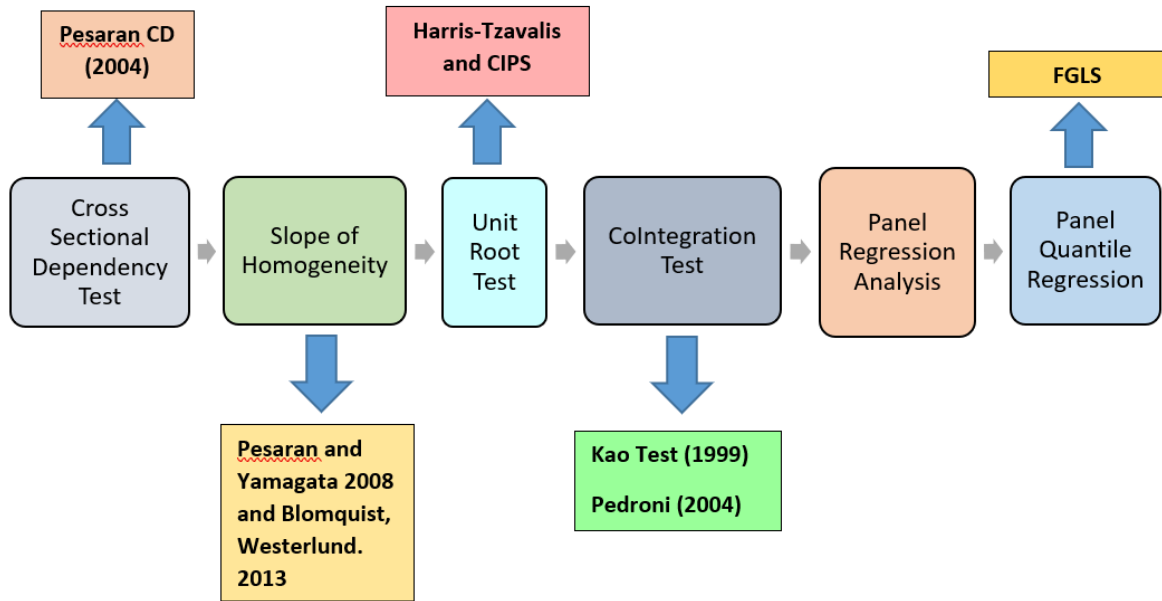 Pesaran CD
(2004)
Harris-Tzavalis
and CIPS
FGLS
Cross
Sectional
Dependency
Test
Slope of
Homogeneity
Unit
Root
Test
CoIntegration
Test
Panel
Regression
Analysis
Panel
Quantile
Regression
Pesaran and
Yamagata 2008
and Blomquist,
Westerlund.
2013
Kao Test (1999)
Pedroni (2004)